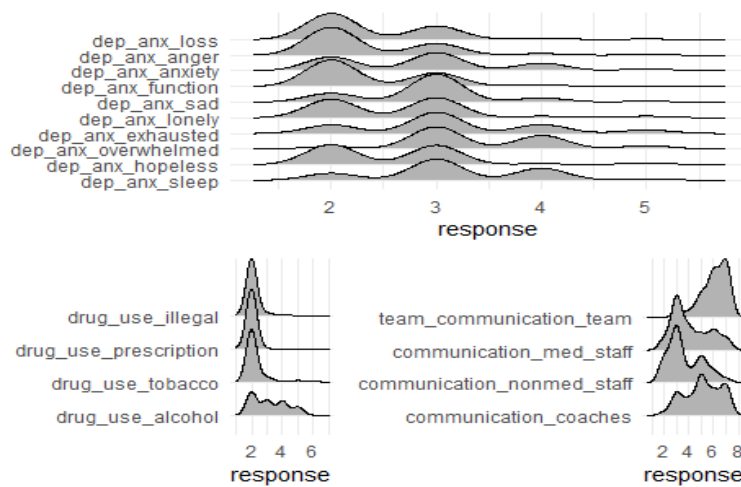 dep_anx_loss
dep_anx_anger
dep_anx_anxiety
dep_anx_function
dep_anx_sad
dep_anx_lonely
dep_anx_exhausted
dep_anx_overwhelmed
dep_anx_hopeless
dep_anx_sleep
2 3 4 5
response
drug_use_illegal
drug_use_prescription
drug_use_tobacco
drug_use_alcohol
2 4 6
response
team_communication_team
communication_med_staff
communication_nonmed_staff
communication_coaches
2 4 6 8
response